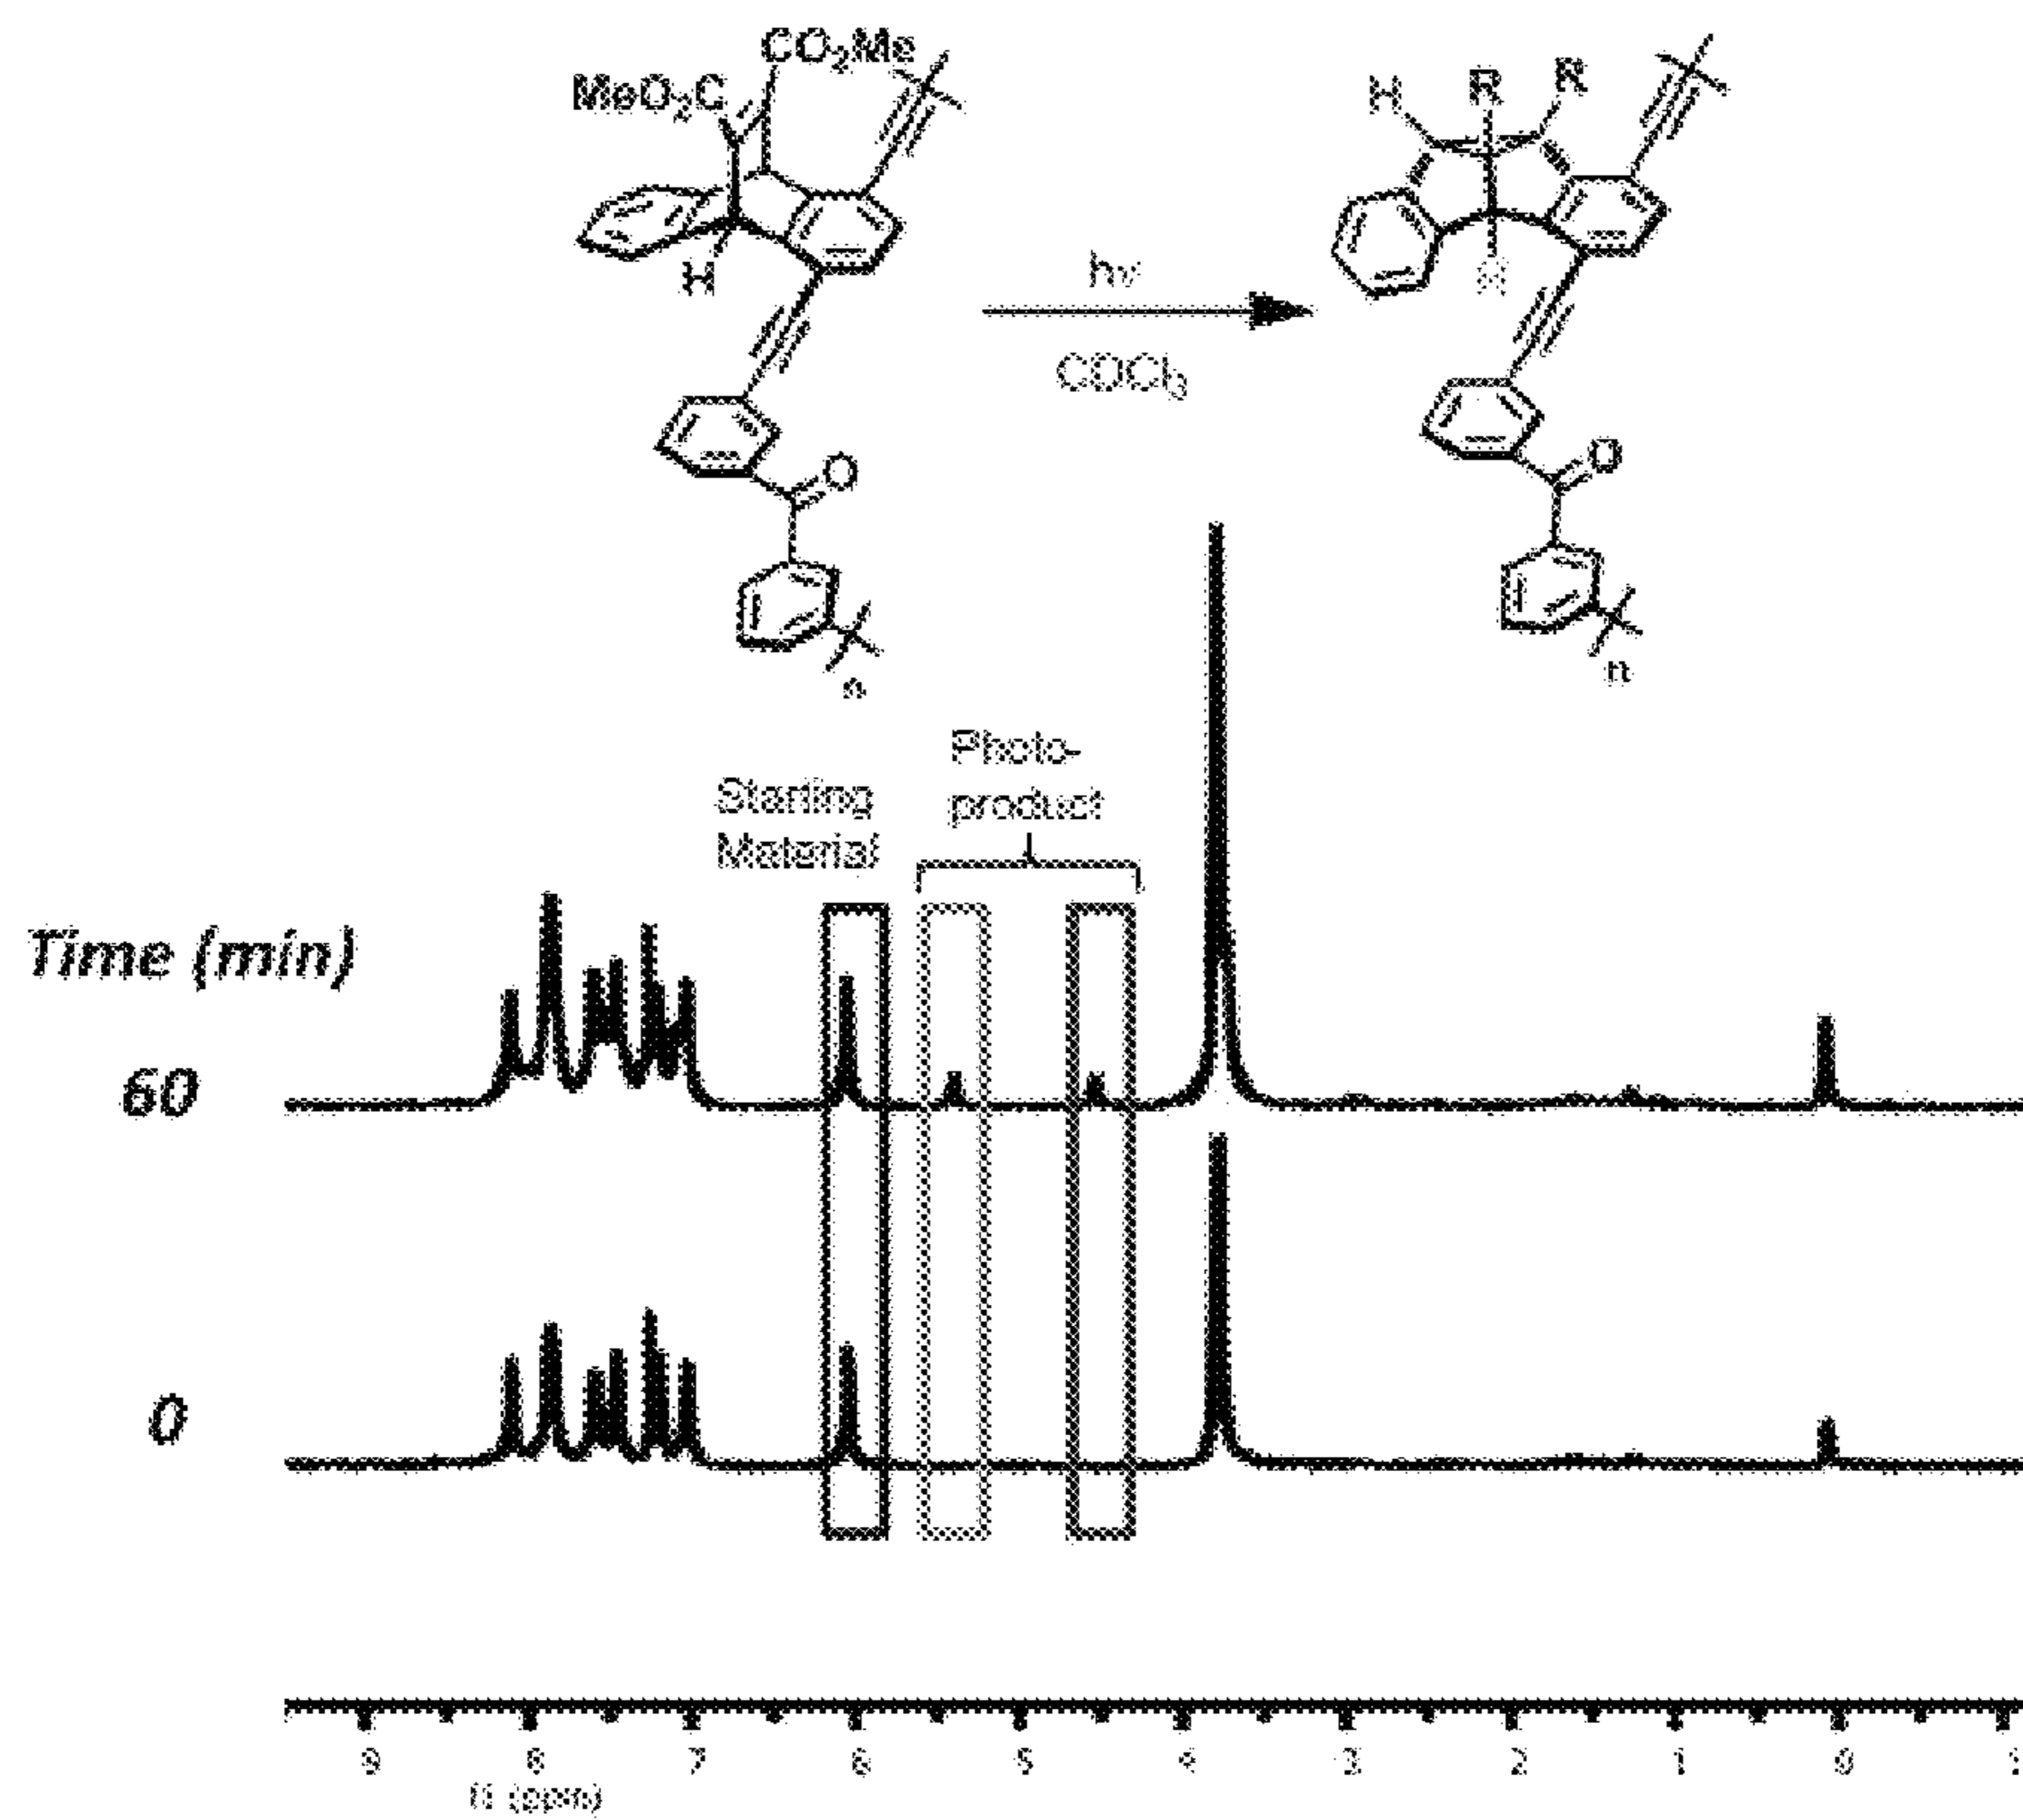 CO2Me
MeO2C
H
hν
CDCl3
O
n
H R R
H
O
n
Photo-
product
Starting
Material
Time (min)
60
0
9 8 7 6 5 4 3 2 1 0
f1 (ppm)